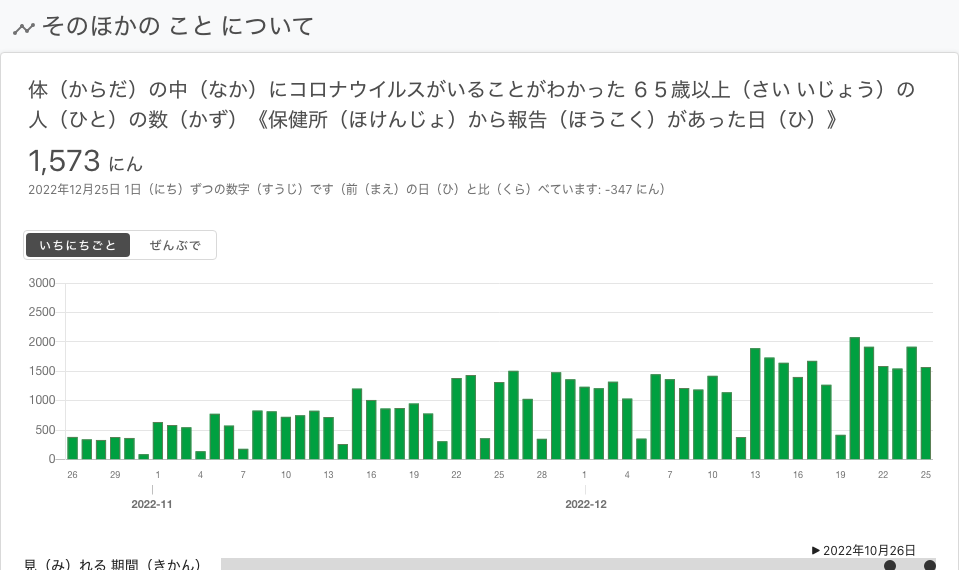 そのほかの こと について
体（からだ）の中（なか）にコロナウイルスがいることがわかった ６５歳以上（さい いじょう）の
人（ひと）の数（かず）《保健所（ほけんじょ）から報告（ほうこく）があった日（ひ）》
1,573 にん
2022年12月25日 1日（にち）ずつの数字（すうじ）です（前（まえ）の日（ひ）と比（くら）べています: -347 にん）
いちにちごと ぜんぶで
3000
2500
2000
1500
1000
500
0
26 29 1 4 7 10 13 16 19 22 25 28 1 4 7 10 13 16 19 22 25
2022-11 2022-12
▶ 2022年10月26日
見（み）れる 期間（きかん）